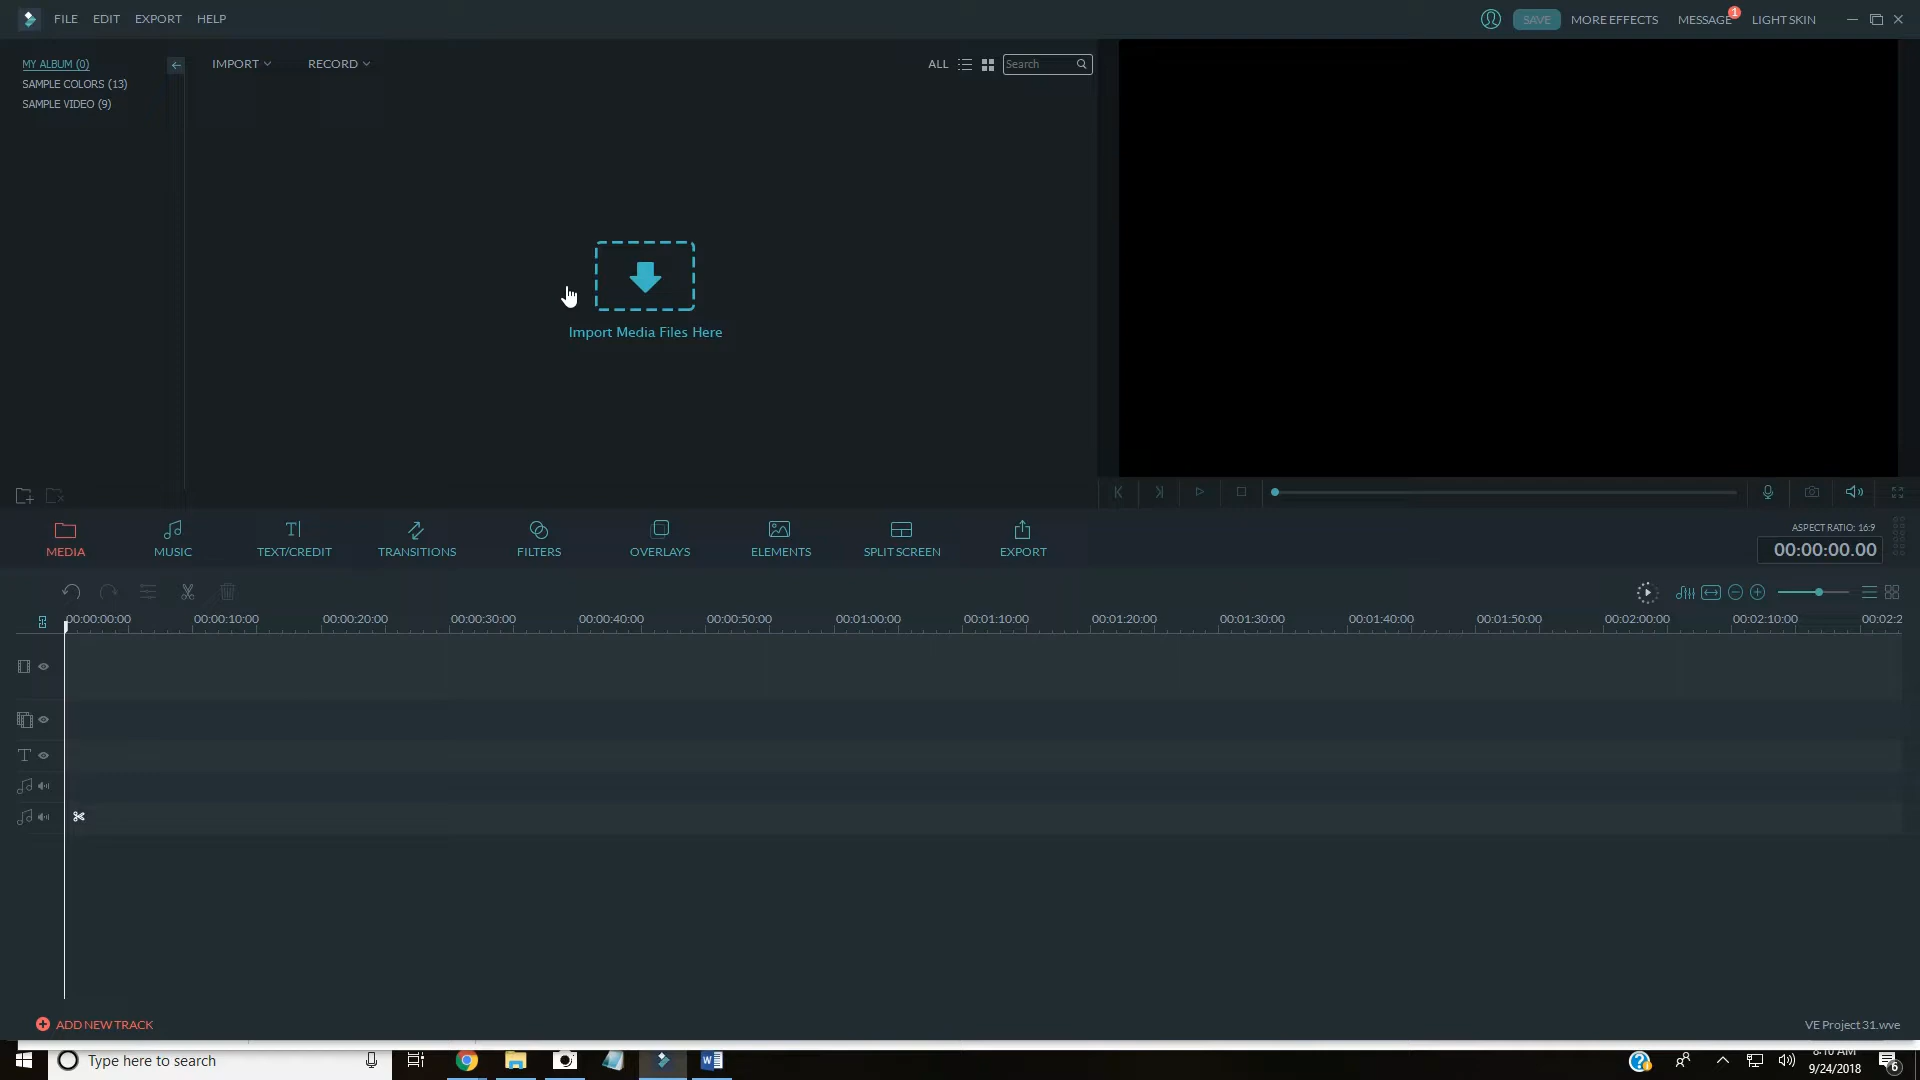 FILE EDIT EXPORT HELP
SAVE MORE EFFECTS MESSAGE 1 LIGHT SKIN
MY ALBUM (0)
SAMPLE COLORS (13)
SAMPLE VIDEO (9)
IMPORT RECORD ALL Search
Import Media Files Here
MEDIA MUSIC TEXT/CREDIT TRANSITIONS FILTERS OVERLAYS ELEMENTS SPLIT SCREEN EXPORT
ASPECT RATIO: 16:9
00:00:00.00
00:00:00:00 00:00:10:00 00:00:20:00 00:00:30:00 00:00:40:00 00:00:50:00 00:01:00:00 00:01:10:00 00:01:20:00 00:01:30:00 00:01:40:00 00:01:50:00 00:02:00:00 00:02:10:00 00:02:2
ADD NEW TRACK
VE Project 31.wve
Type here to search
8:10 AM
9/24/2018
6